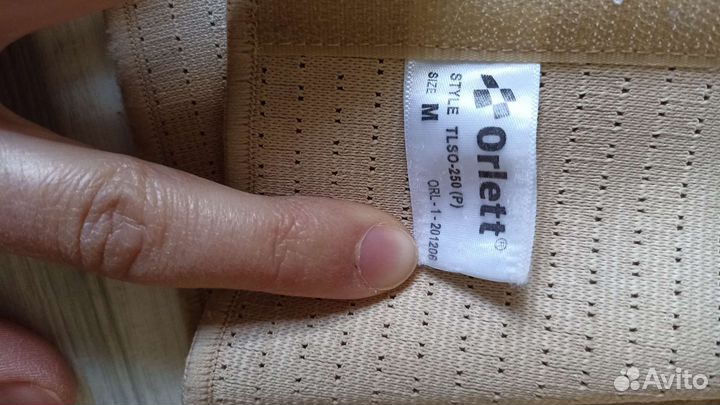 Orlett®
STYLE TLSO-250 (P)
SIZE M ORL-1-201206
Avito